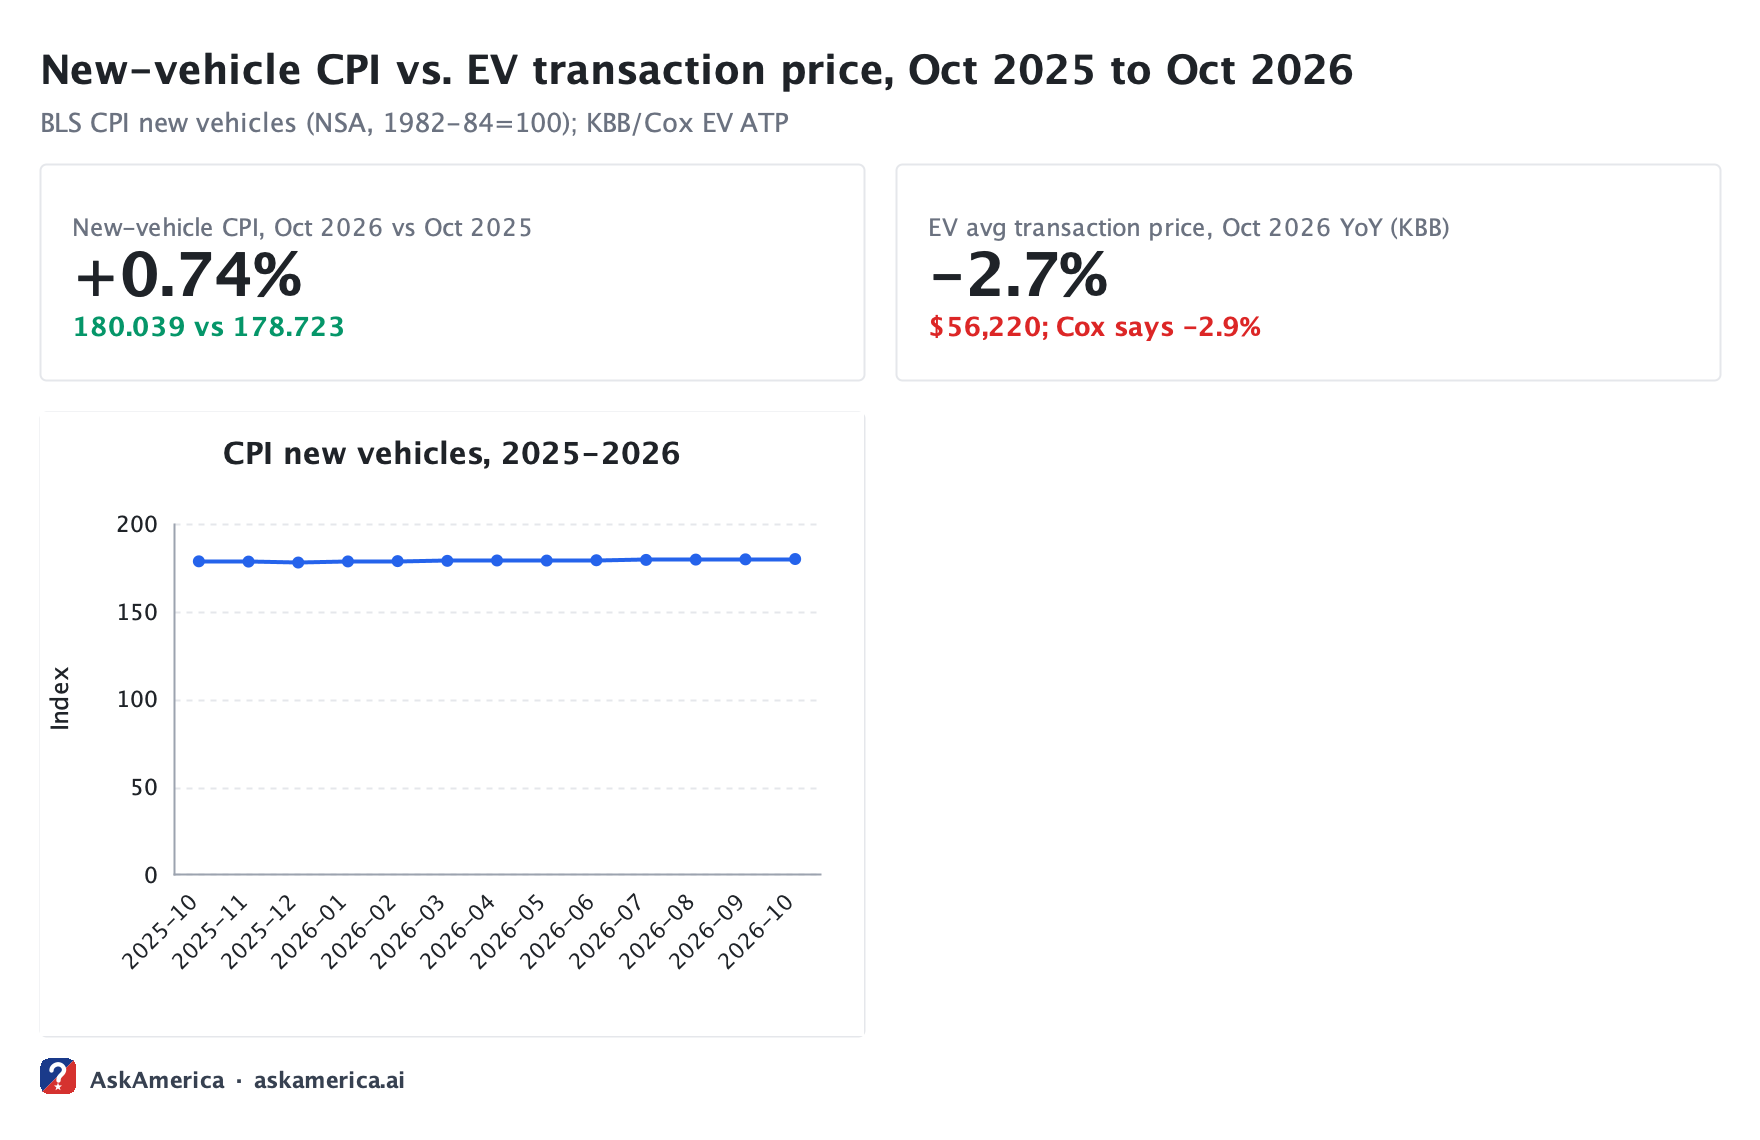 New-vehicle CPI vs. EV transaction price, Oct 2025 to Oct 2026
BLS CPI new vehicles (NSA, 1982-84=100); KBB/Cox EV ATP
New-vehicle CPI, Oct 2026 vs Oct 2025
+0.74%
180.039 vs 178.723
EV avg transaction price, Oct 2026 YoY (KBB)
-2.7%
$56,220; Cox says -2.9%
CPI new vehicles, 2025-2026
Index
200
150
100
50
0
2025-10
2025-11
2025-12
2026-01
2026-02
2026-03
2026-04
2026-05
2026-06
2026-07
2026-08
2026-09
2026-10
AskAmerica · askamerica.ai